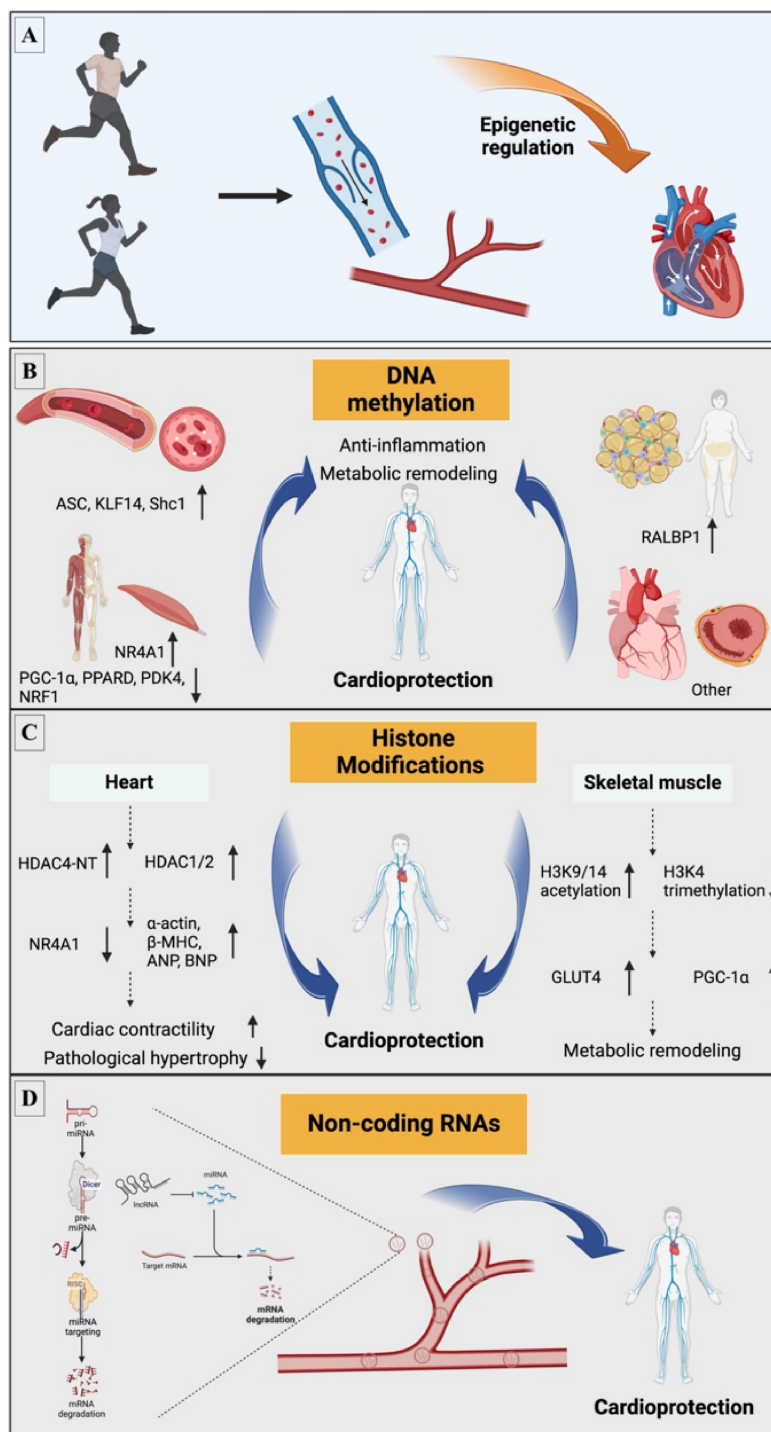 A
Epigenetic
regulation
B
DNA
methylation
Anti-inflammation
Metabolic remodeling
ASC, KLF14, Shc1
NR4A1
PGC-1α, PPARD, PDK4,
NRF1
RALBP1
Other
Cardioprotection
C
Histone
Modifications
Heart
HDAC4-NT
HDAC1/2
NR4A1
α-actin,
β-MHC,
ANP, BNP
Cardiac contractility
Pathological hypertrophy
Cardioprotection
Skeletal muscle
H3K9/14
acetylation
H3K4
trimethylation
GLUT4
PGC-1α
Metabolic remodeling
D
Non-coding RNAs
pri-
miRNA
Dicer
pre-
miRNA
RISC
miRNA
targeting
mRNA
degradation
lncRNA
miRNA
Target mRNA
mRNA
degradation
Cardioprotection